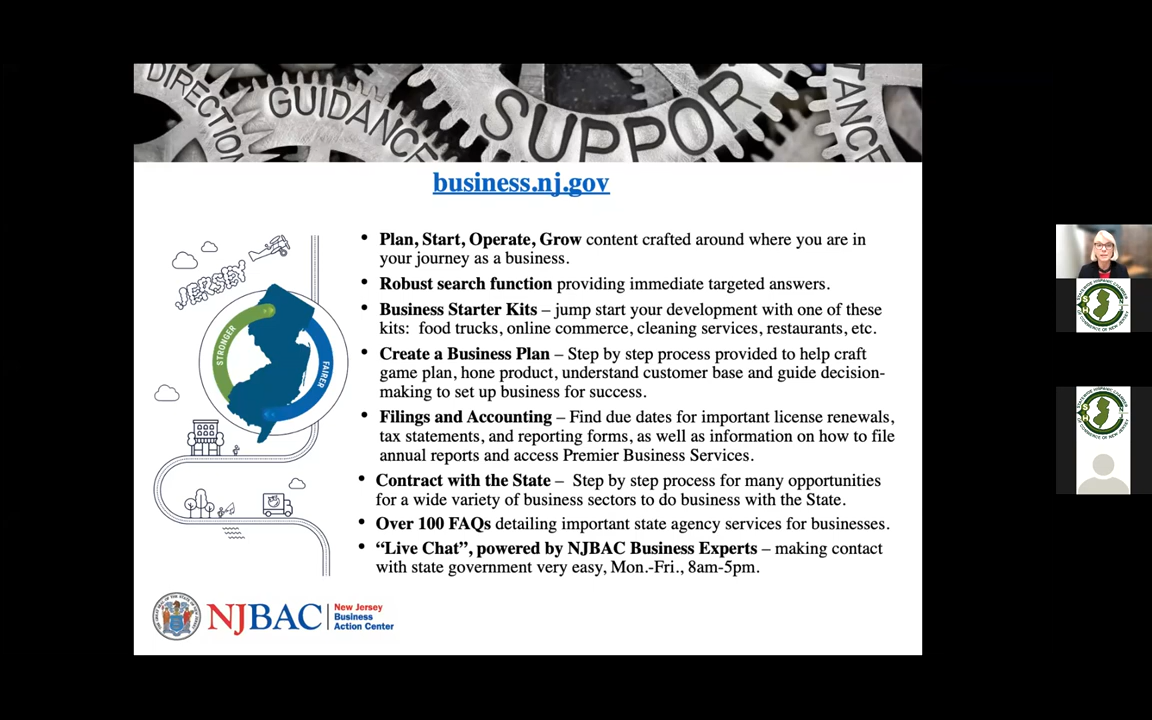 DIRECTION
GUIDANCE
SUPPOR
TANCE
business.nj.gov
• Plan, Start, Operate, Grow content crafted around where you are in
your journey as a business.
• Robust search function providing immediate targeted answers.
• Business Starter Kits – jump start your development with one of these
kits: food trucks, online commerce, cleaning services, restaurants, etc.
• Create a Business Plan – Step by step process provided to help craft
game plan, hone product, understand customer base and guide decision-
making to set up business for success.
• Filings and Accounting – Find due dates for important license renewals,
tax statements, and reporting forms, as well as information on how to file
annual reports and access Premier Business Services.
• Contract with the State – Step by step process for many opportunities
for a wide variety of business sectors to do business with the State.
• Over 100 FAQs detailing important state agency services for businesses.
• “Live Chat”, powered by NJBAC Business Experts – making contact
with state government very easy, Mon.-Fri., 8am-5pm.
JERSEY
STRONGER
FAIRER
NJBAC
New Jersey
Business
Action Center